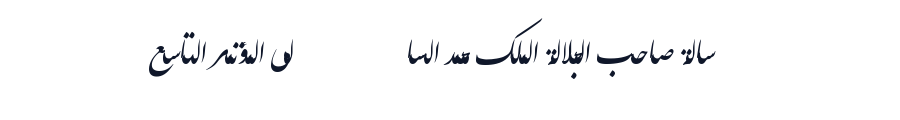 سالة صاحب الجلالة الملك محمد السا لى المؤتمر التاسع